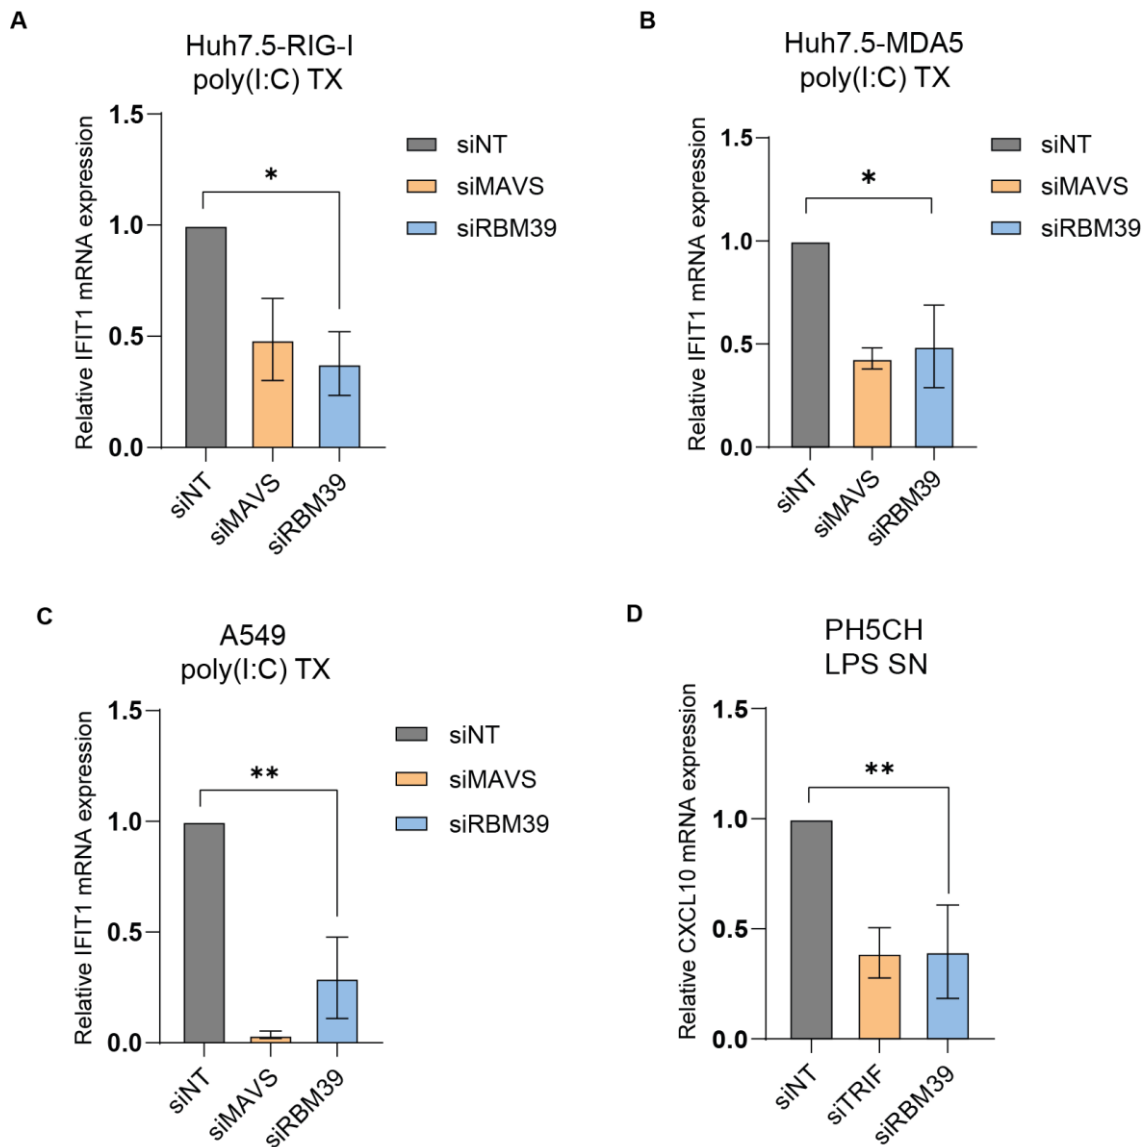 A
Huh7.5-RIG-I
poly(I:C) TX
Relative IFIT1 mRNA expression
1.5
1.0
0.5
0.0
*
siNT
siMAVS
siRBM39
siNT
siMAVS
siRBM39
B
Huh7.5-MDA5
poly(I:C) TX
Relative IFIT1 mRNA expression
1.5
1.0
0.5
0.0
*
siNT
siMAVS
siRBM39
siNT
siMAVS
siRBM39
C
A549
poly(I:C) TX
Relative IFIT1 mRNA expression
1.5
1.0
0.5
0.0
**
siNT
siMAVS
siRBM39
siNT
siMAVS
siRBM39
D
PH5CH
LPS SN
Relative CXCL10 mRNA expression
1.5
1.0
0.5
0.0
**
siNT
siTRIF
siRBM39